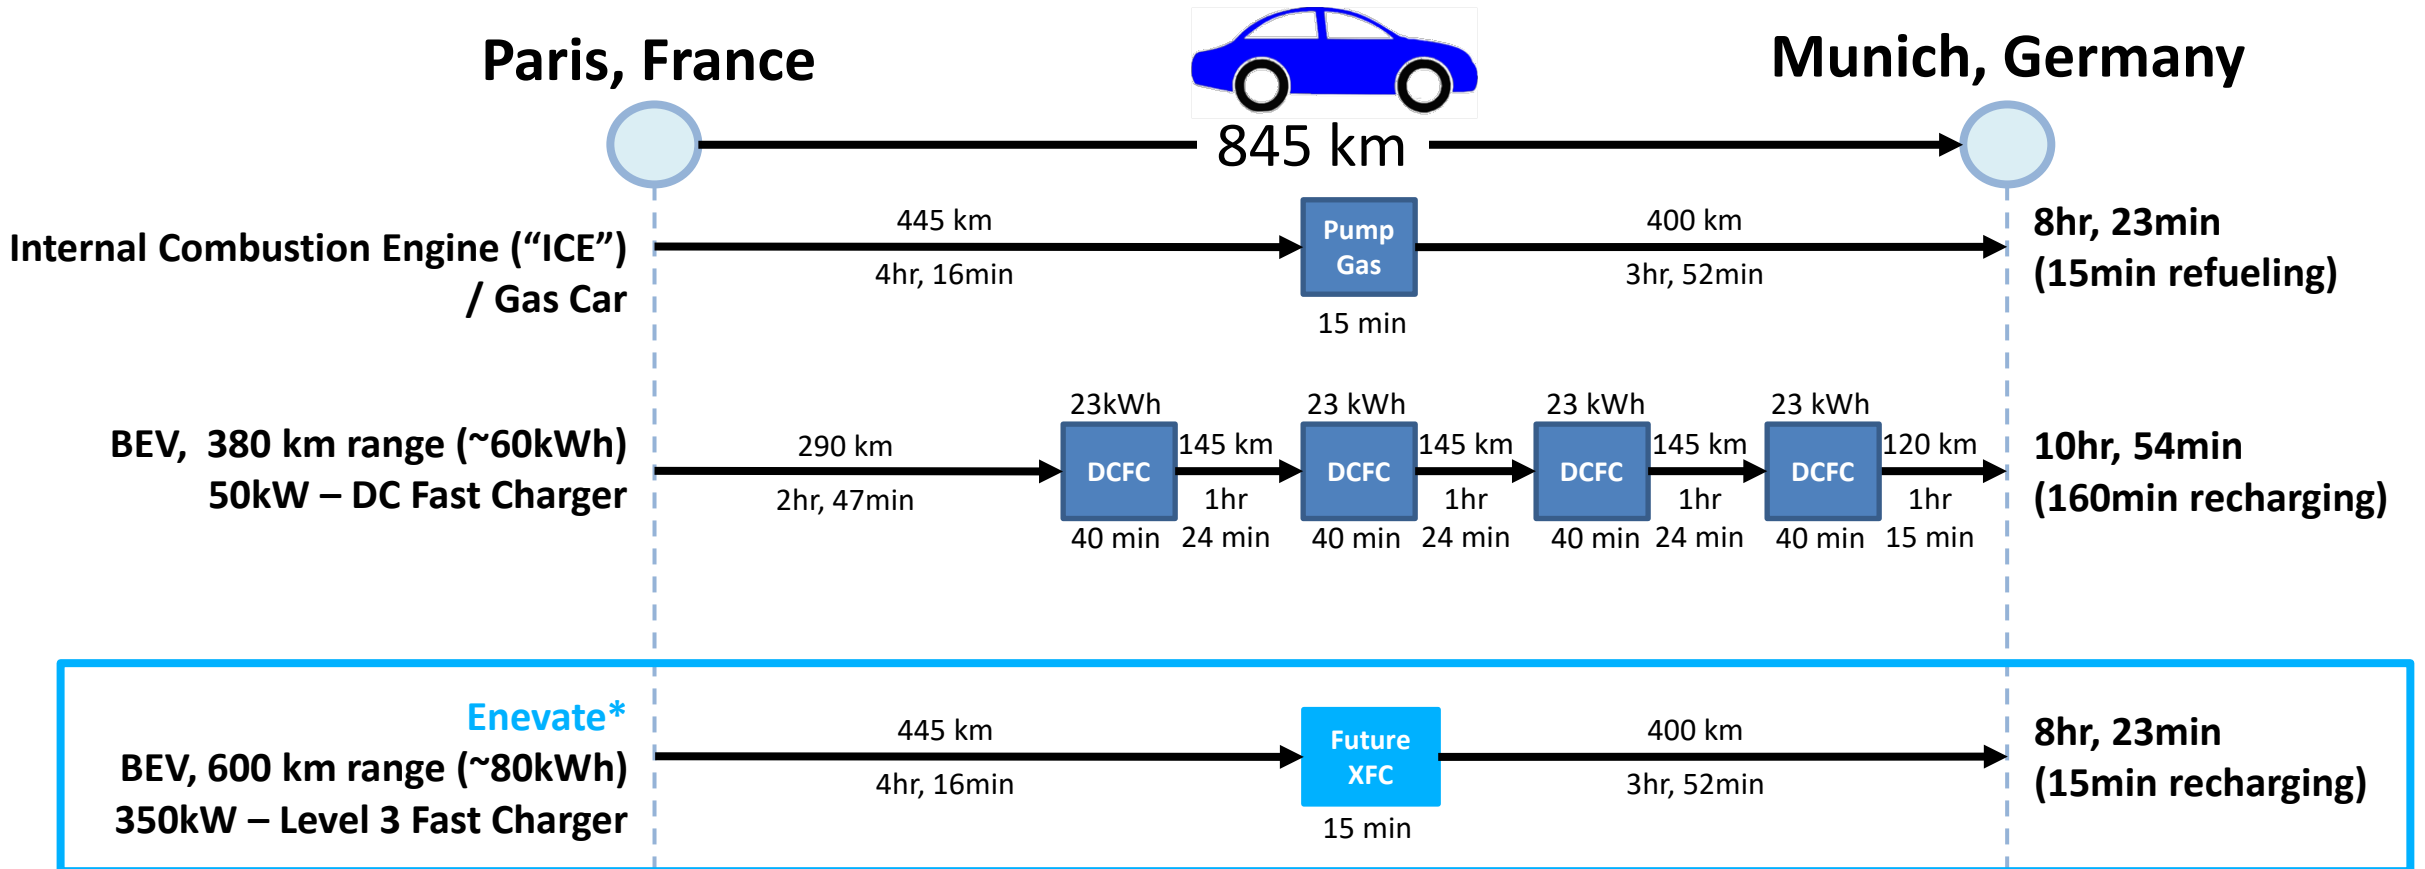 Paris, France
Munich, Germany
845 km
Internal Combustion Engine (“ICE”)
/ Gas Car
445 km
4hr, 16min
Pump
Gas
15 min
400 km
3hr, 52min
8hr, 23min
(15min refueling)
BEV,  380 km range (~60kWh)
50kW – DC Fast Charger
290 km
2hr, 47min
23kWh
DCFC
40 min
145 km
1hr
24 min
23 kWh
DCFC
40 min
145 km
1hr
24 min
23 kWh
DCFC
40 min
145 km
1hr
24 min
23 kWh
DCFC
40 min
120 km
1hr
15 min
10hr, 54min
(160min recharging)
Enevate*
BEV, 600 km range (~80kWh)
350kW – Level 3 Fast Charger
445 km
4hr, 16min
Future
XFC
15 min
400 km
3hr, 52min
8hr, 23min
(15min recharging)